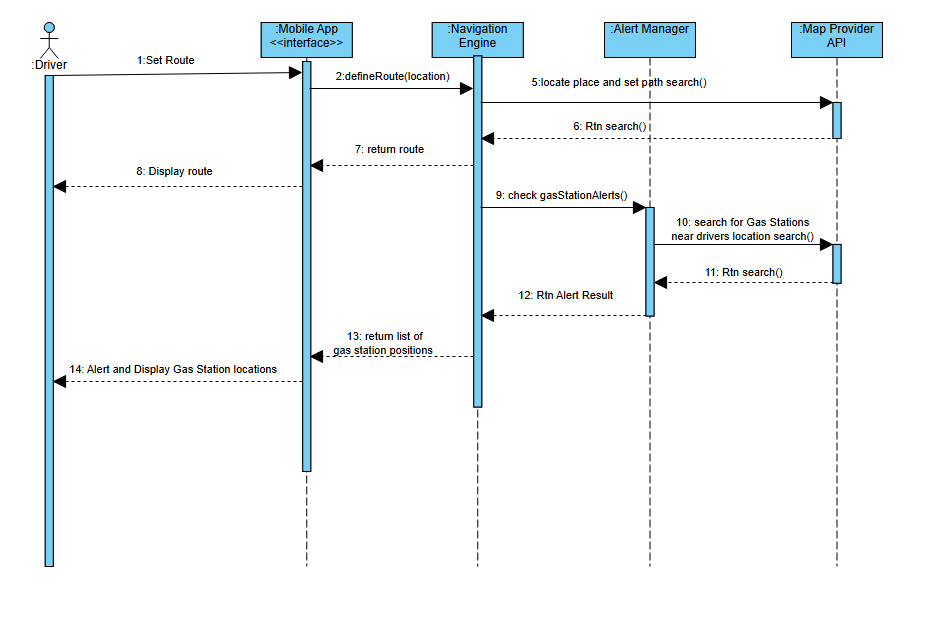 :Driver
:Mobile App
<<interface>>
:Navigation
Engine
:Alert Manager
:Map Provider
API
1:Set Route
2:defineRoute(location)
5:locate place and set path search()
6: Rtn search()
7: return route
8: Display route
9: check gasStationAlerts()
10: search for Gas Stations
near drivers location search()
11: Rtn search()
12: Rtn Alert Result
13: return list of
gas station positions
14: Alert and Display Gas Station locations